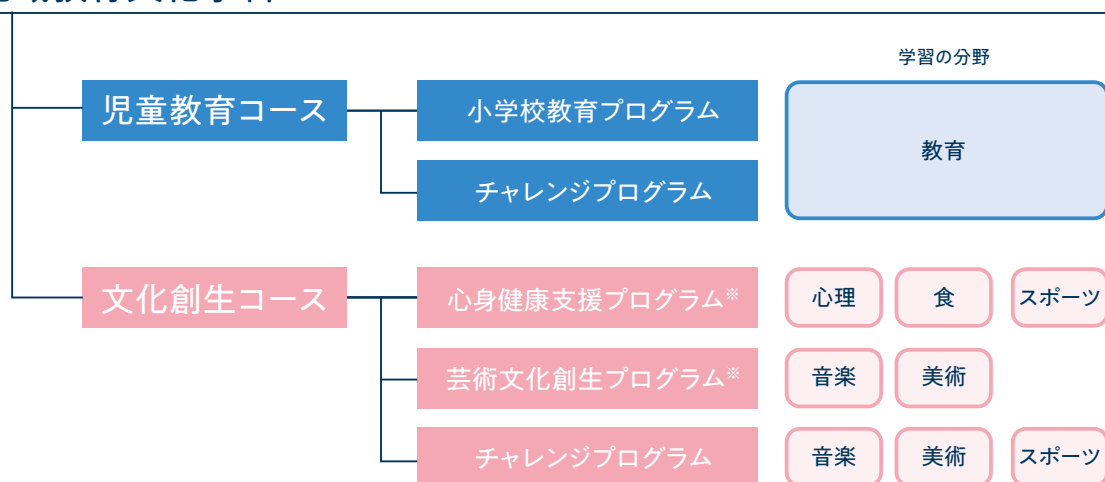 学習の分野
児童教育コース
小学校教育プログラム
教育
チャレンジプログラム
文化創生コース
心身健康支援プログラム※
心理
食
スポーツ
芸術文化創生プログラム※
音楽
美術
チャレンジプログラム
音楽
美術
スポーツ